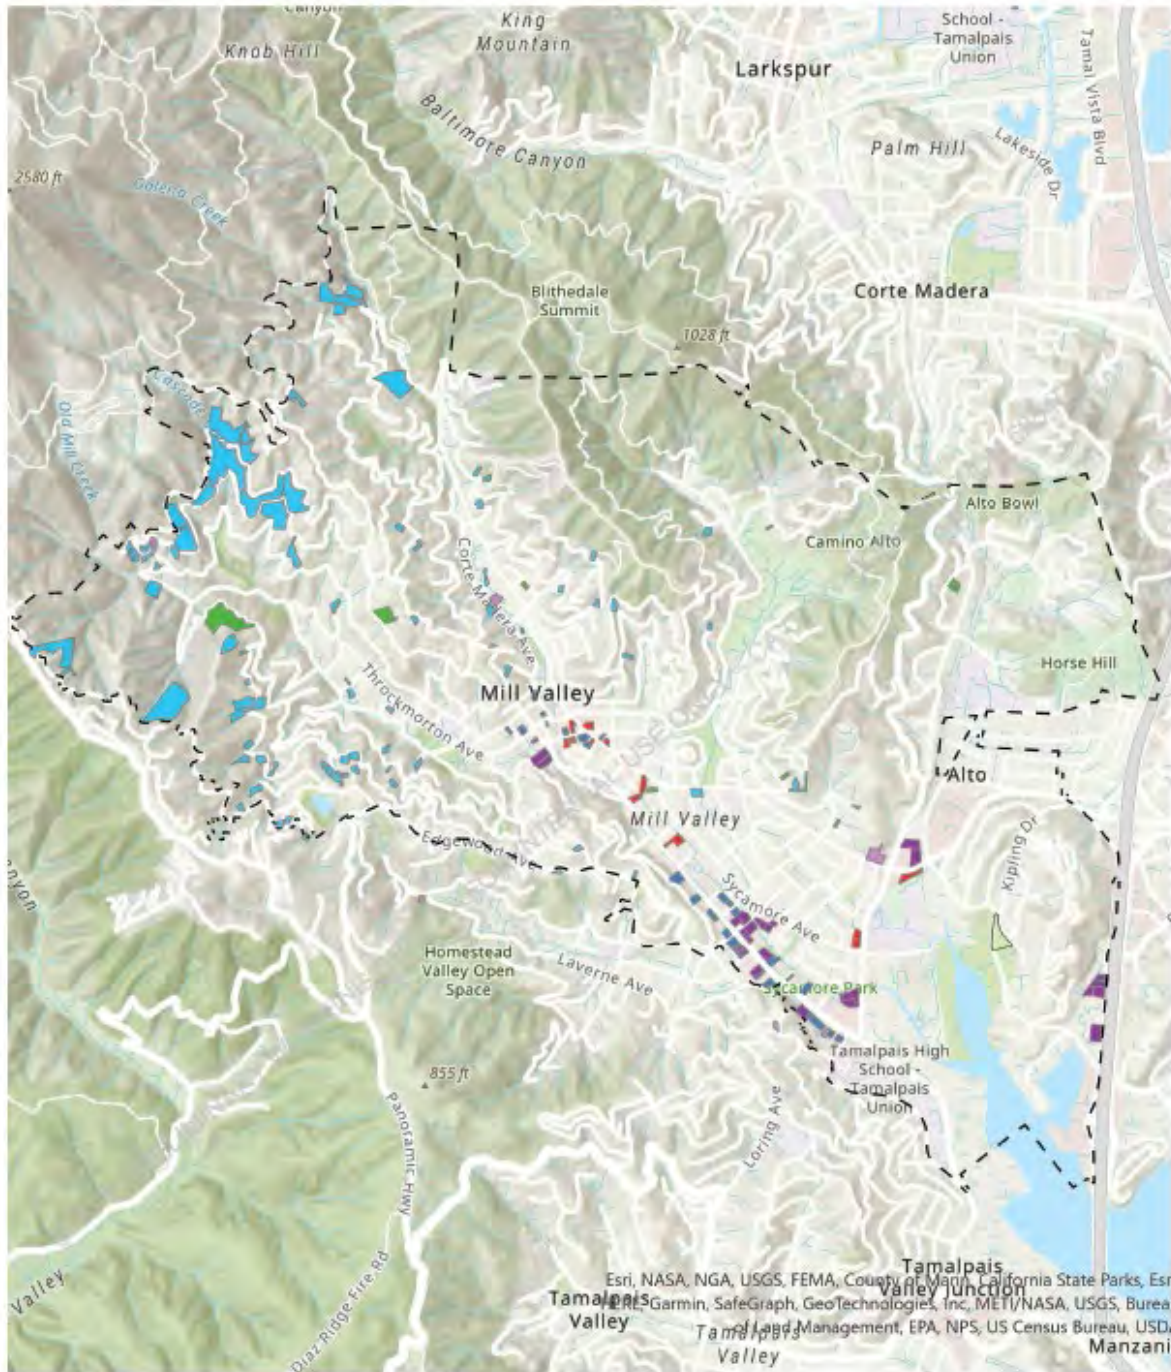 Canyon
Knob Hill
King
Mountain
School -
Tamalpais
Union
Tamal Vista Blvd
Larkspur
Baltimore Canyon
Palm Hill
Lakeside Dr
2580 ft
Galena Creek
Blithedale
Summit
Corte Madera
1028 ft
Cascade
Old Mill Creek
Alto Bowl
Camino Alto
Corte Madera Ave
Horse Hill
Mill Valley
Throckmorton Ave
Alto
Mill Valley
Edgewood Ave
Kipling Dr
Sycamore Ave
anyon
Homestead
Valley Open
Space
Laverne Ave
Sycamore Park
Tamalpais High
School -
Tamalpais
Union
855 ft
Loring Ave
Panoramic Hwy
Valley
Diaz Ridge Fire Rd
Tamalpais
Valley Junction
Tamalpais
Valley
Tamalpais
Valley
Manzani
Esri, NASA, NGA, USGS, FEMA, County of Marin, California State Parks, Esri
HERE, Garmin, SafeGraph, GeoTechnologies, Inc, METI/NASA, USGS, Bureau
of Land Management, EPA, NPS, US Census Bureau, USDA